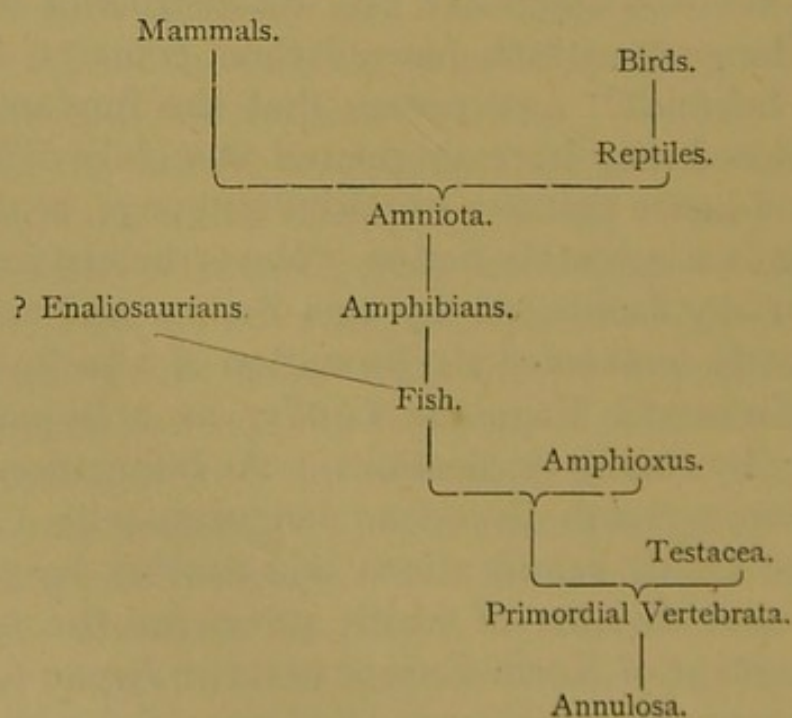 Mammals.
Birds.
Reptiles.
Amniota.
? Enaliosaurians.
Amphibians.
Fish.
Amphioxus.
Testacea.
Primordial Vertebrata.
Annulosa.